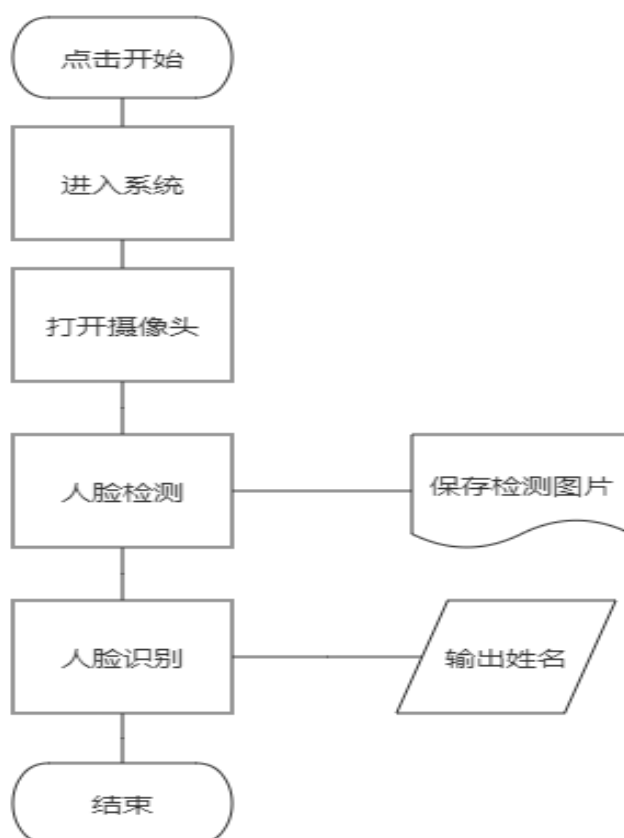 点击开始
进入系统
打开摄像头
人脸检测
保存检测图片
人脸识别
输出姓名
结束